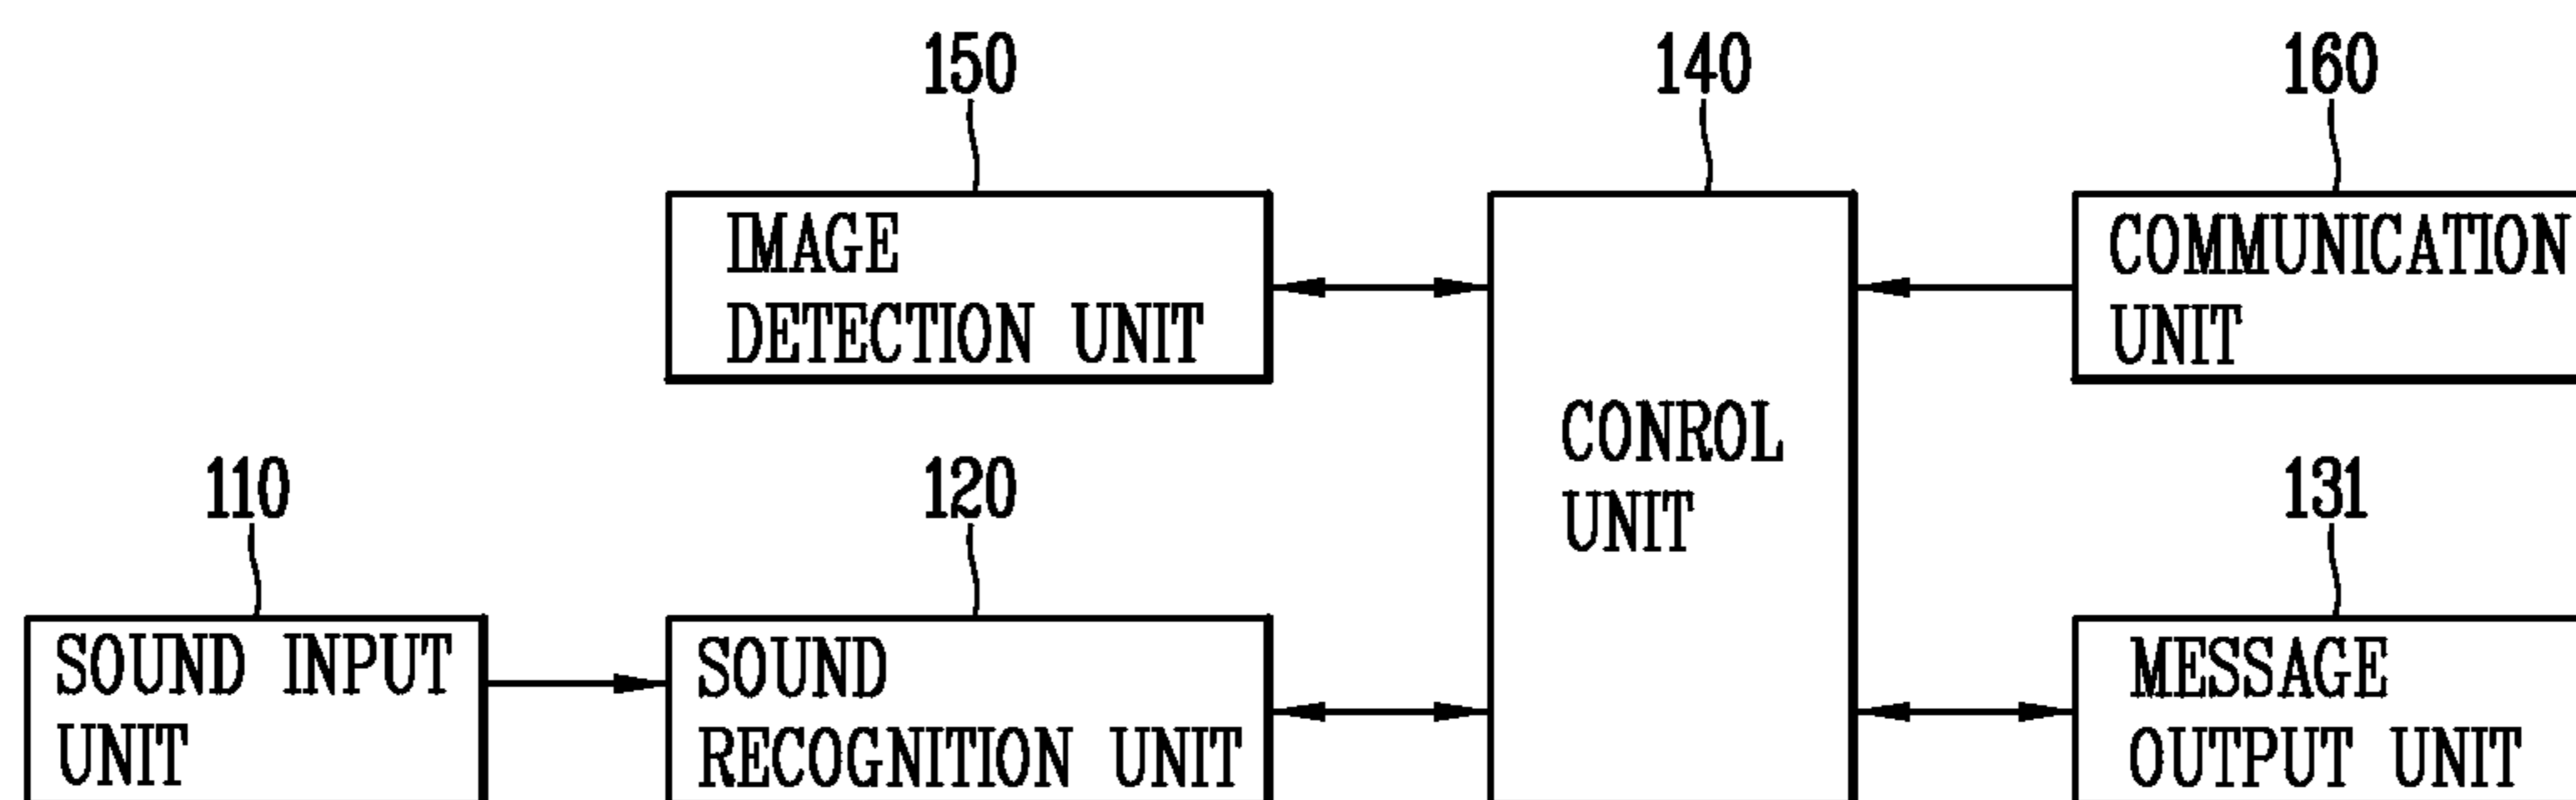 150
140
160
IMAGE
DETECTION UNIT
COMMUNICATION
UNIT
CONROL
UNIT
110
120
131
SOUND INPUT
UNIT
SOUND
RECOGNITION UNIT
MESSAGE
OUTPUT UNIT